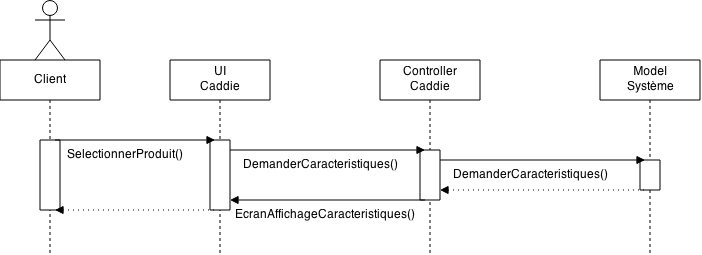 Client
UI
Caddie
Controller
Caddie
Model
Système
SelectionnerProduit()
DemanderCaracteristiques()
DemanderCaracteristiques()
EcranAffichageCaracteristiques()